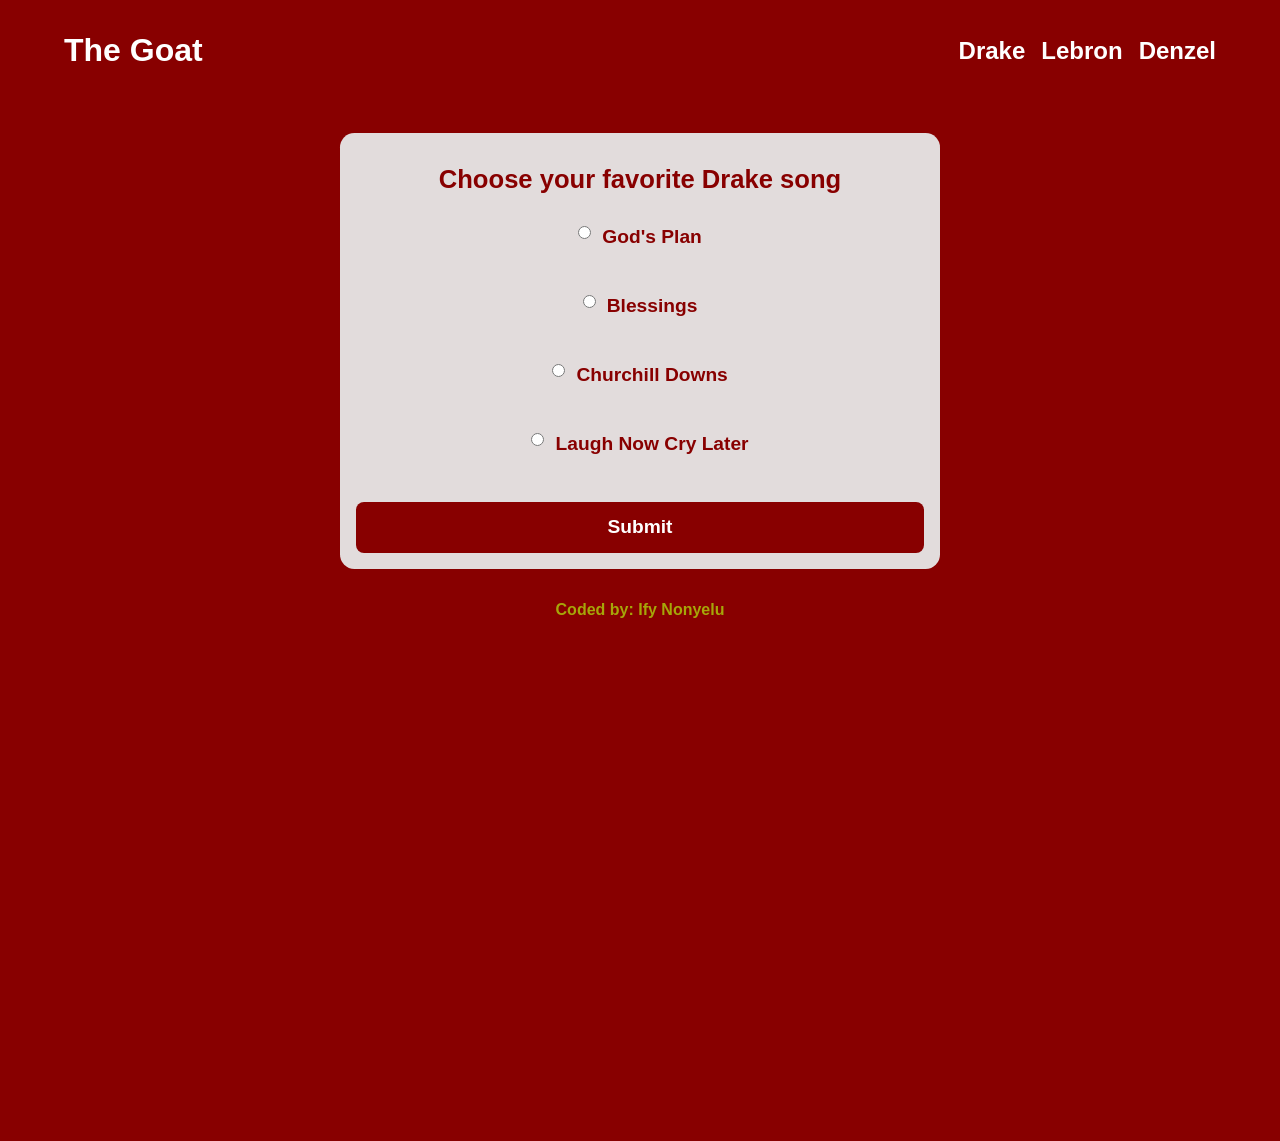 The Goat
Drake Lebron Denzel
Choose your favorite Drake song
God's Plan
Blessings
Churchill Downs
Laugh Now Cry Later
Submit
Coded by: Ify Nonyelu